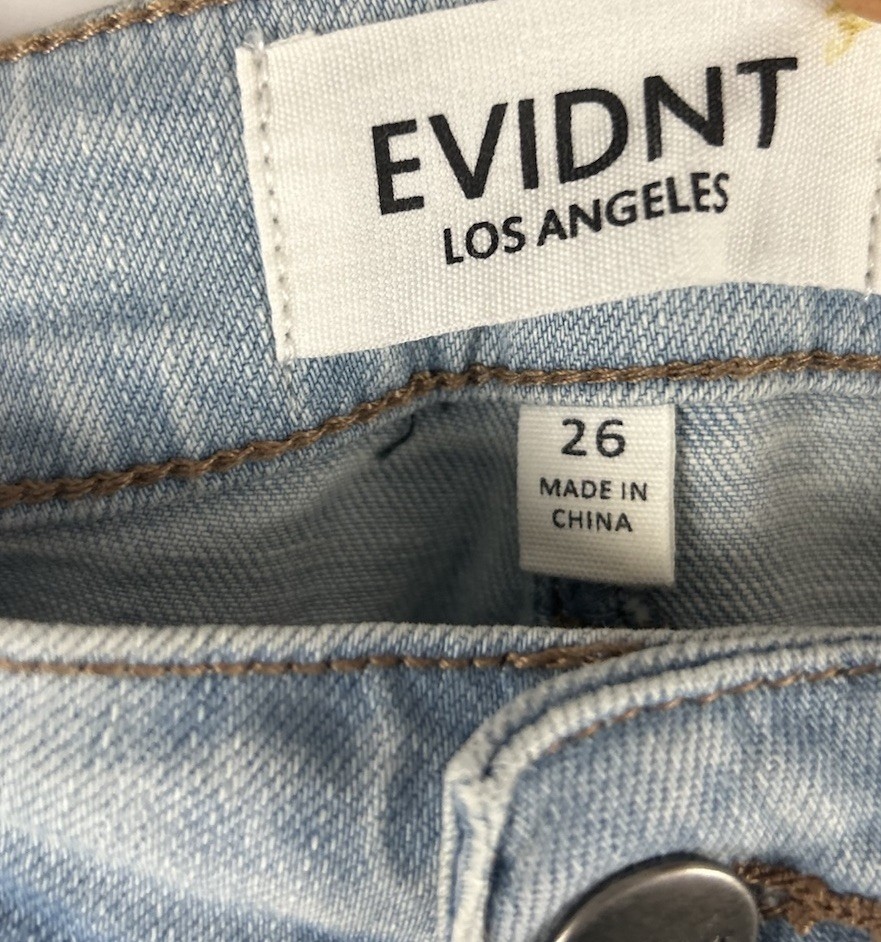 EVIDNT
LOS ANGELES
26
MADE IN
CHINA